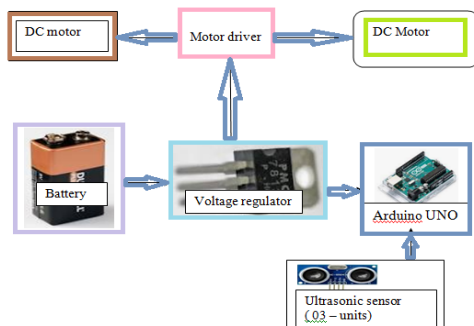 DC motor
Motor driver
DC Motor
Battery
Voltage regulator
Arduino UNO
Ultrasonic sensor
( 03 – units)